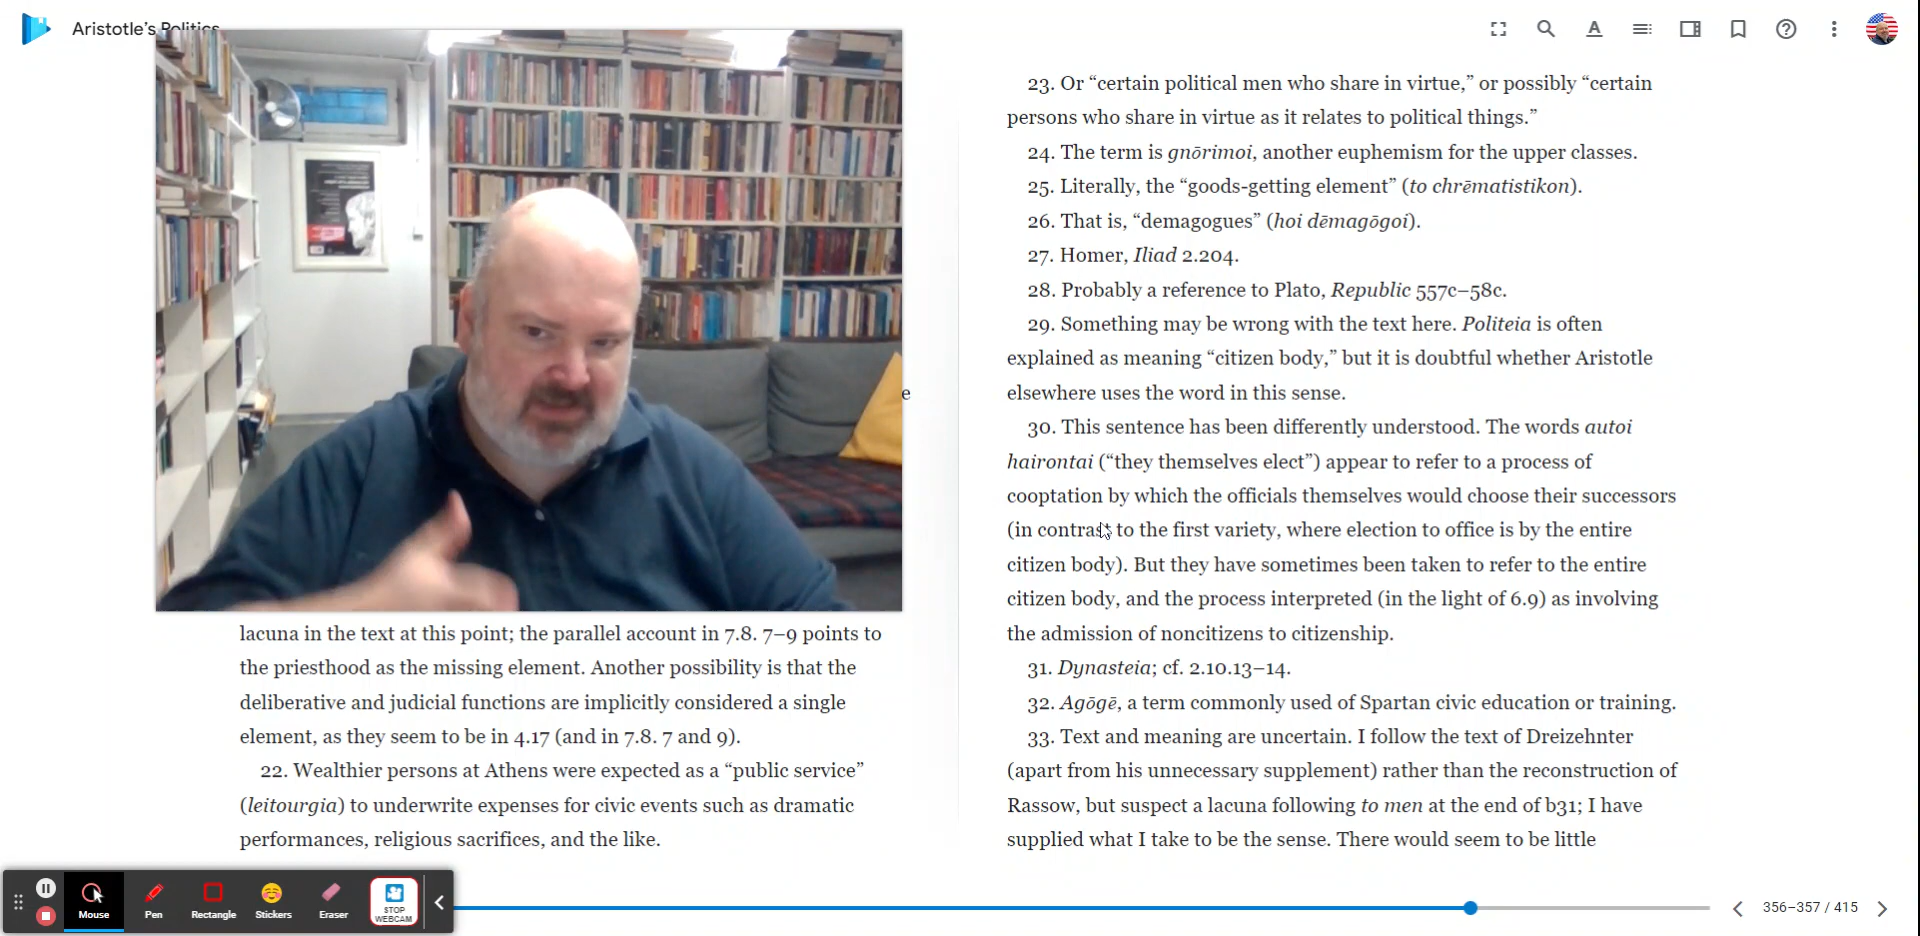 Aristotle's Politics
e
lacuna in the text at this point; the parallel account in 7.8. 7–9 points to
the priesthood as the missing element. Another possibility is that the
deliberative and judicial functions are implicitly considered a single
element, as they seem to be in 4.17 (and in 7.8. 7 and 9).
22. Wealthier persons at Athens were expected as a “public service”
(leitourgia) to underwrite expenses for civic events such as dramatic
performances, religious sacrifices, and the like.
23. Or “certain political men who share in virtue,” or possibly “certain
persons who share in virtue as it relates to political things.”
24. The term is gnōrimoi, another euphemism for the upper classes.
25. Literally, the “goods-getting element” (to chrēmatistikon).
26. That is, “demagogues” (hoi dēmagōgoi).
27. Homer, Iliad 2.204.
28. Probably a reference to Plato, Republic 557c–58c.
29. Something may be wrong with the text here. Politeia is often
explained as meaning “citizen body,” but it is doubtful whether Aristotle
elsewhere uses the word in this sense.
30. This sentence has been differently understood. The words autoi
hairontai (“they themselves elect”) appear to refer to a process of
cooptation by which the officials themselves would choose their successors
(in contrast to the first variety, where election to office is by the entire
citizen body). But they have sometimes been taken to refer to the entire
citizen body, and the process interpreted (in the light of 6.9) as involving
the admission of noncitizens to citizenship.
31. Dynasteia; cf. 2.10.13–14.
32. Agōgē, a term commonly used of Spartan civic education or training.
33. Text and meaning are uncertain. I follow the text of Dreizehnter
(apart from his unnecessary supplement) rather than the reconstruction of
Rassow, but suspect a lacuna following to men at the end of b31; I have
supplied what I take to be the sense. There would seem to be little
Mouse
Pen
Rectangle
Stickers
Eraser
STOP
WEBCAM
356–357 / 415